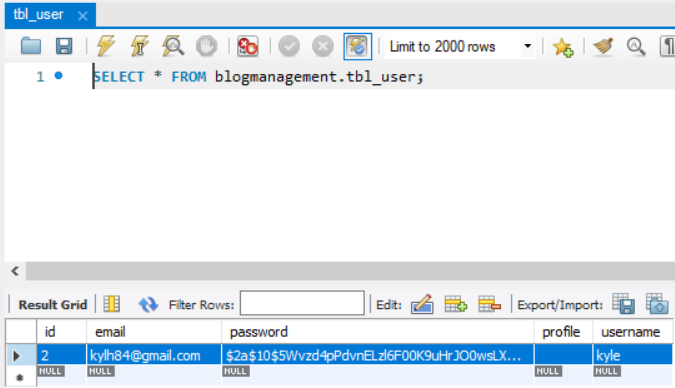 tbl_user
Limit to 2000 rows
1 SELECT * FROM blogmanagement.tbl_user;
Result Grid Filter Rows: Edit: Export/Import:
id email password profile username
2 kylh84@gmail.com $2a$10$5Wvzd4pPdvnELzl6F00K9uHrJO0wsLX... kyle
NULL NULL NULL NULL NULL